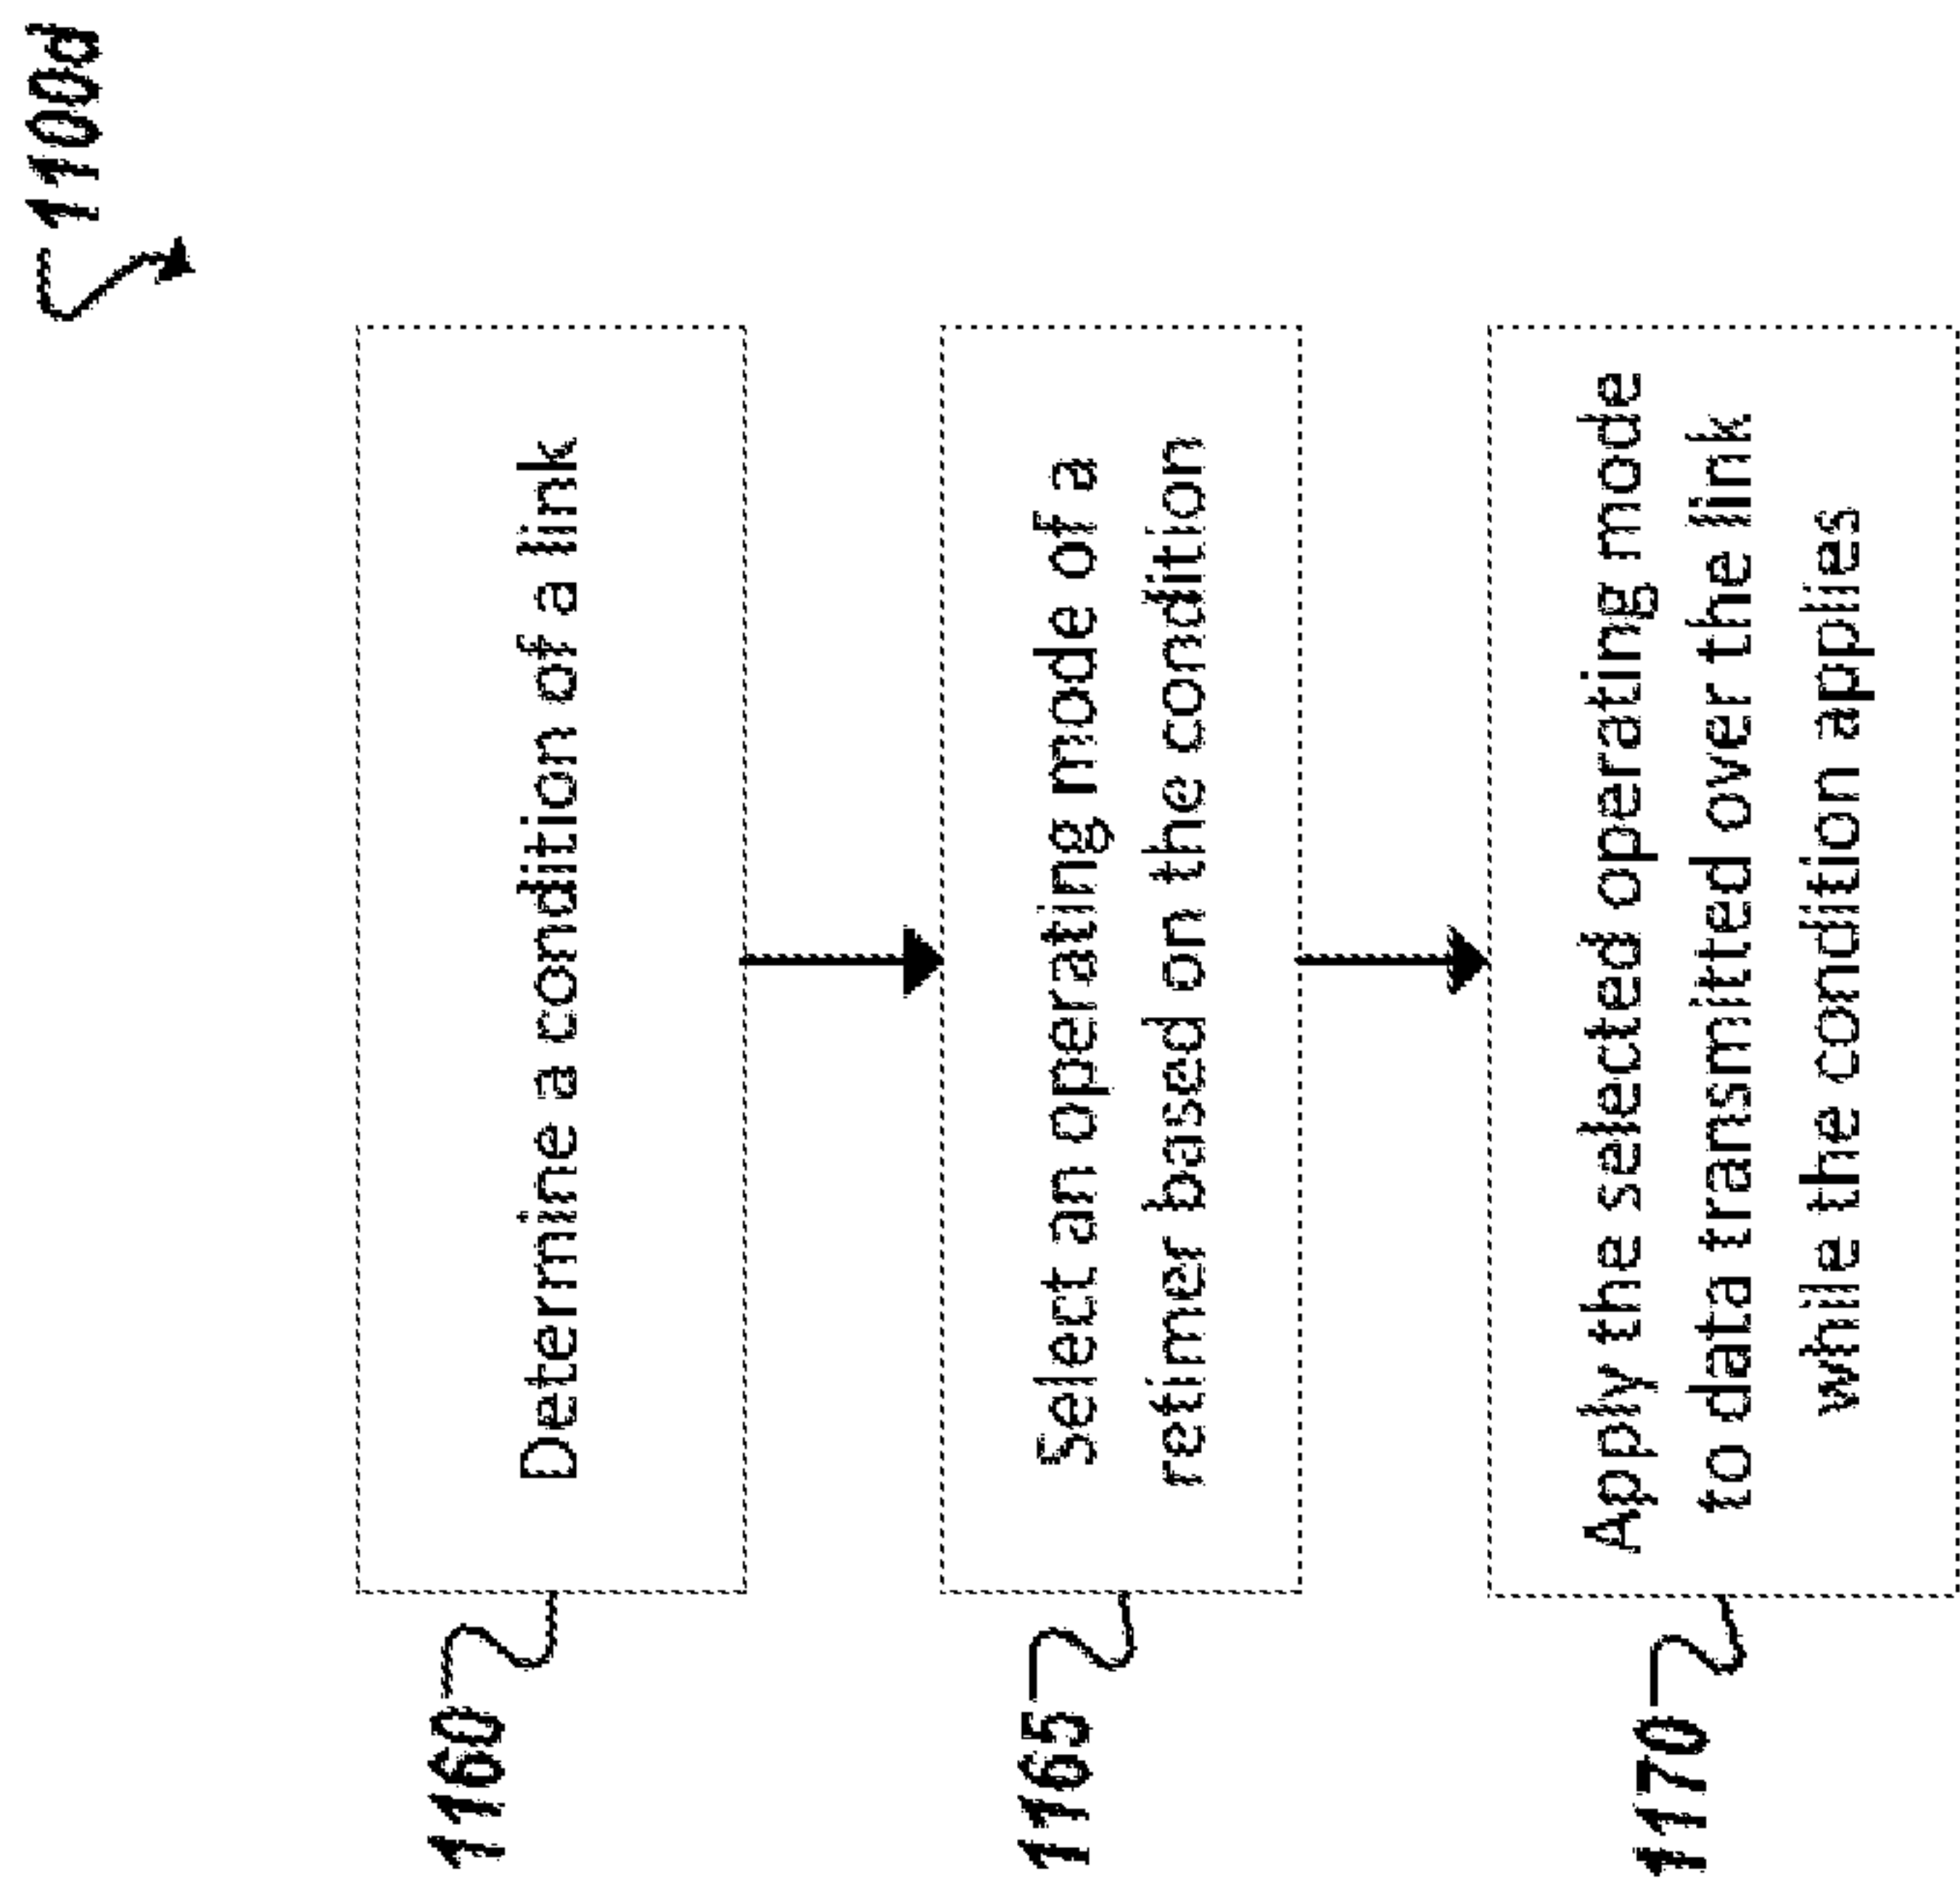 1100d
1160
Determine a condition of a link
1165
Select an operating mode of a
retimer based on the condition
1170
Apply the selected operating mode
to data transmitted over the link
while the condition applies